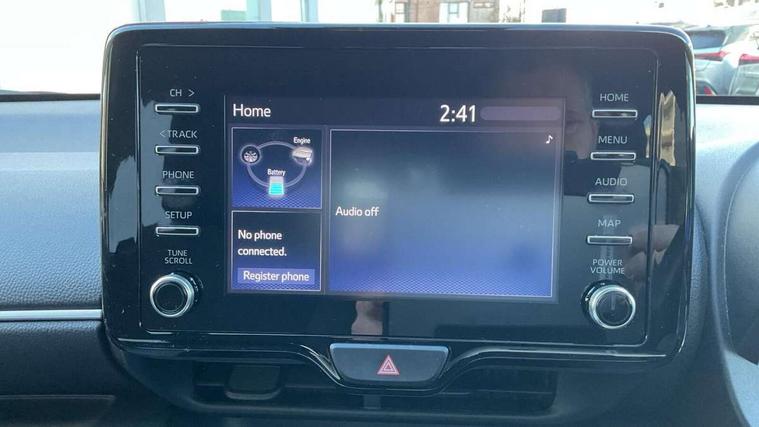 CH >
< TRACK
PHONE
SETUP
TUNE
SCROLL
Home
2:41
Engine
Battery
No phone
connected.
Register phone
Audio off
HOME
MENU
AUDIO
MAP
POWER
VOLUME